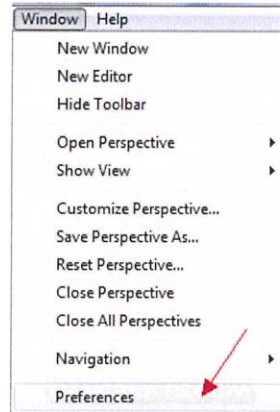 Window Help
New Window
New Editor
Hide Toolbar
Open Perspective
Show View
Customize Perspective...
Save Perspective As...
Reset Perspective...
Close Perspective
Close All Perspectives
Navigation
Preferences